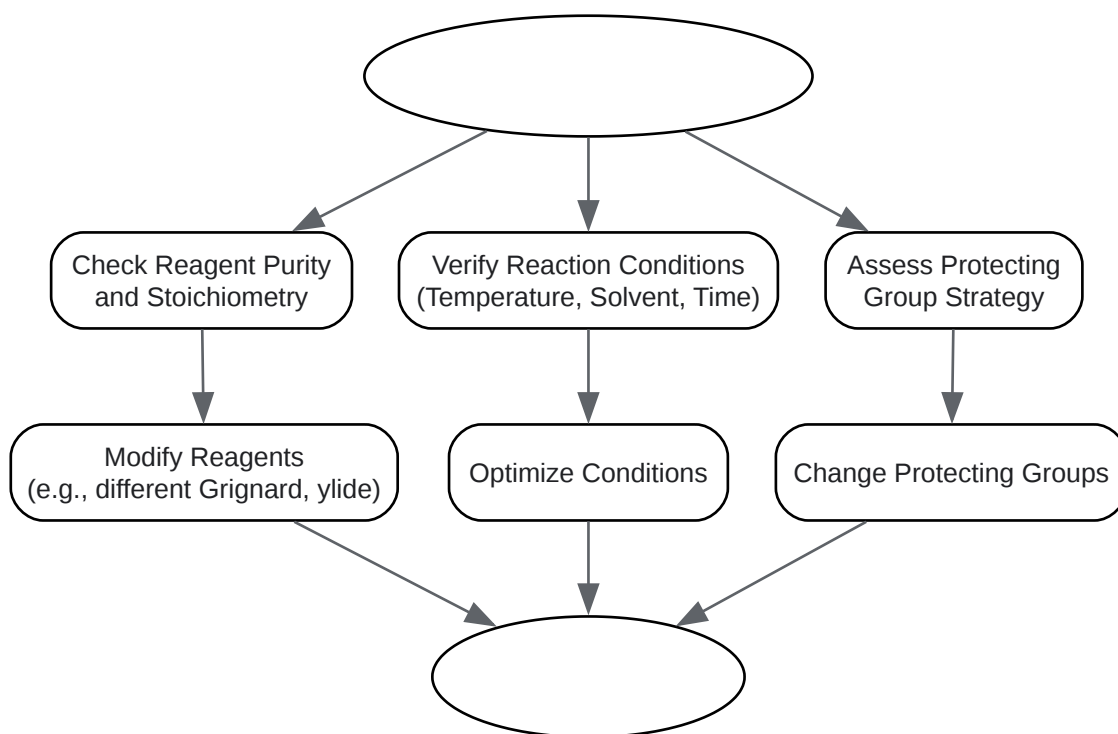 Check Reagent Purity
and Stoichiometry
Verify Reaction Conditions
(Temperature, Solvent, Time)
Assess Protecting
Group Strategy
Modify Reagents
(e.g., different Grignard, ylide)
Optimize Conditions
Change Protecting Groups